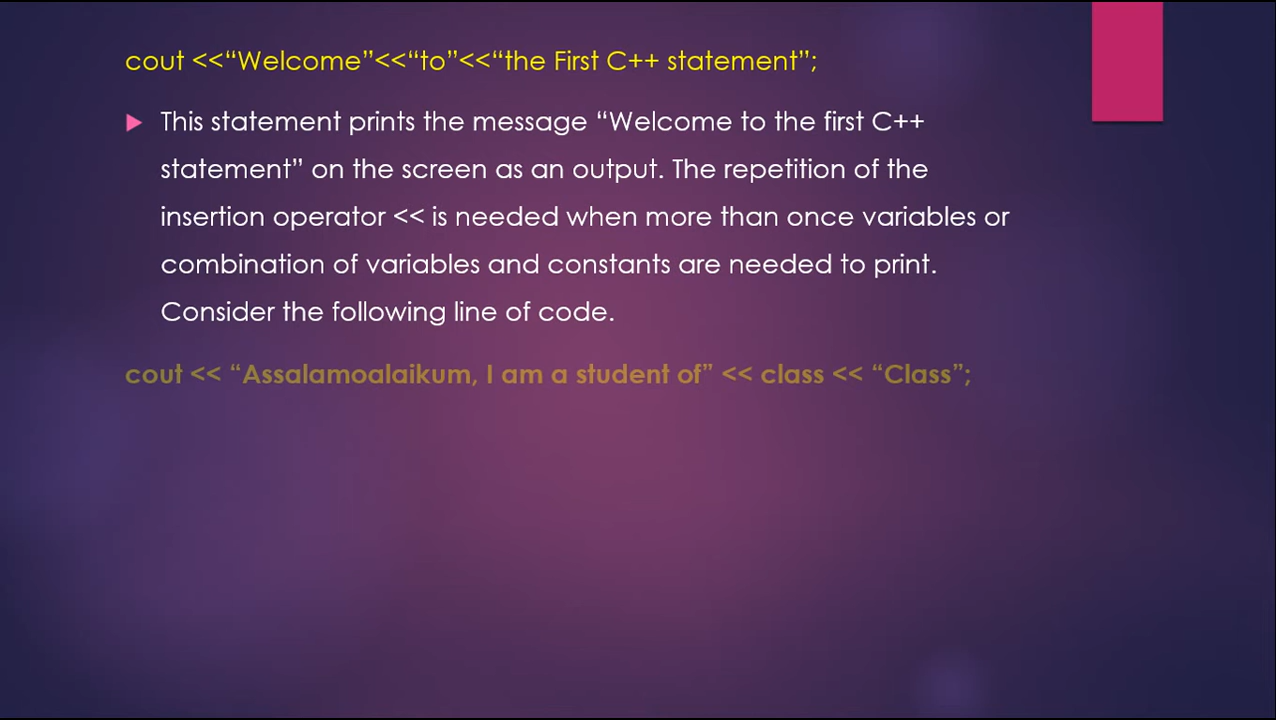 cout <<“Welcome”<<“to”<<“the First C++ statement”;
This statement prints the message “Welcome to the first C++
statement” on the screen as an output. The repetition of the
insertion operator << is needed when more than once variables or
combination of variables and constants are needed to print.
Consider the following line of code.
cout << “Assalamoalaikum, I am a student of” << class << “Class”;